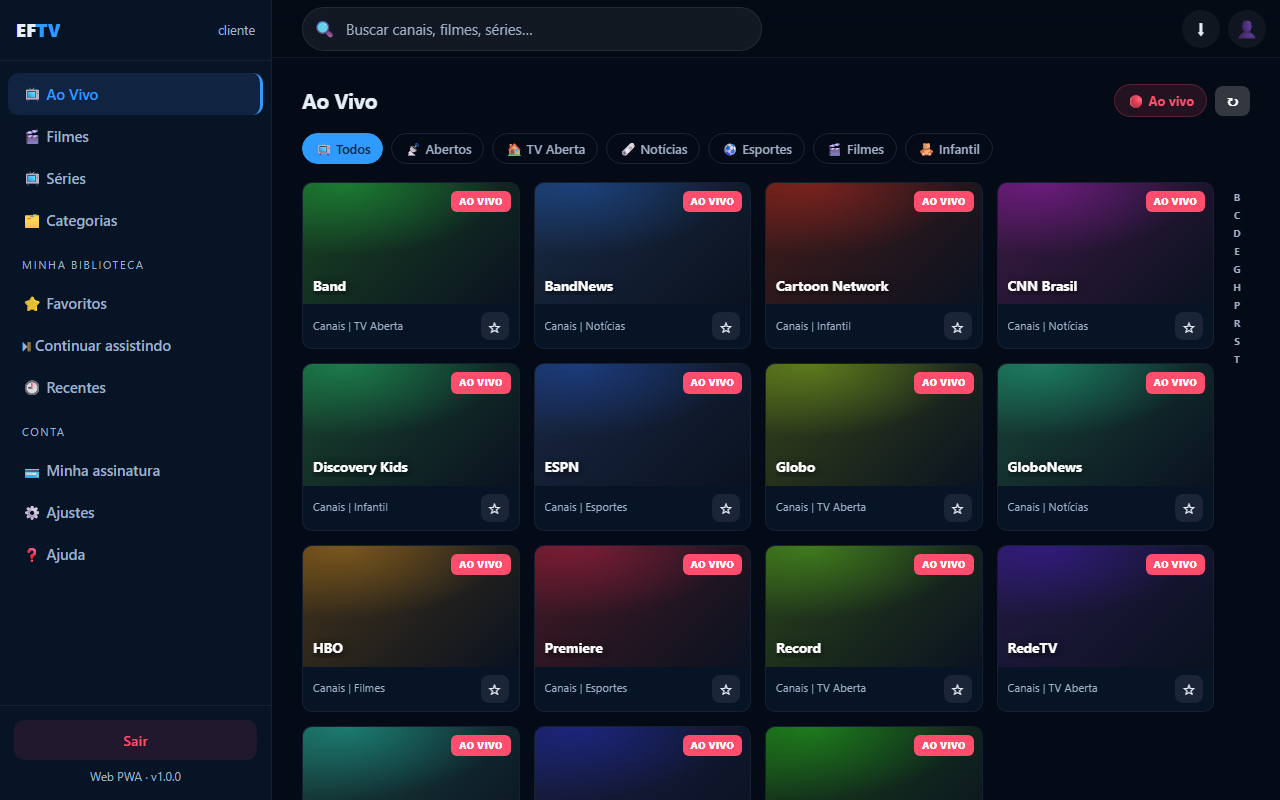 EFTV
cliente
Ao Vivo
Filmes
Séries
Categorias
MINHA BIBLIOTECA
Favoritos
Continuar assistindo
Recentes
CONTA
Minha assinatura
Ajustes
Ajuda
Sair
Web PWA · v1.0.0
Buscar canais, filmes, séries...
Ao Vivo
Ao vivo
Todos
Abertos
TV Aberta
Notícias
Esportes
Filmes
Infantil
AO VIVO
Band
Canais | TV Aberta
AO VIVO
BandNews
Canais | Notícias
AO VIVO
Cartoon Network
Canais | Infantil
AO VIVO
CNN Brasil
Canais | Notícias
AO VIVO
Discovery Kids
Canais | Infantil
AO VIVO
ESPN
Canais | Esportes
AO VIVO
Globo
Canais | TV Aberta
AO VIVO
GloboNews
Canais | Notícias
AO VIVO
HBO
Canais | Filmes
AO VIVO
Premiere
Canais | Esportes
AO VIVO
Record
Canais | TV Aberta
AO VIVO
RedeTV
Canais | TV Aberta
AO VIVO
AO VIVO
AO VIVO
B
C
D
E
G
H
P
R
S
T